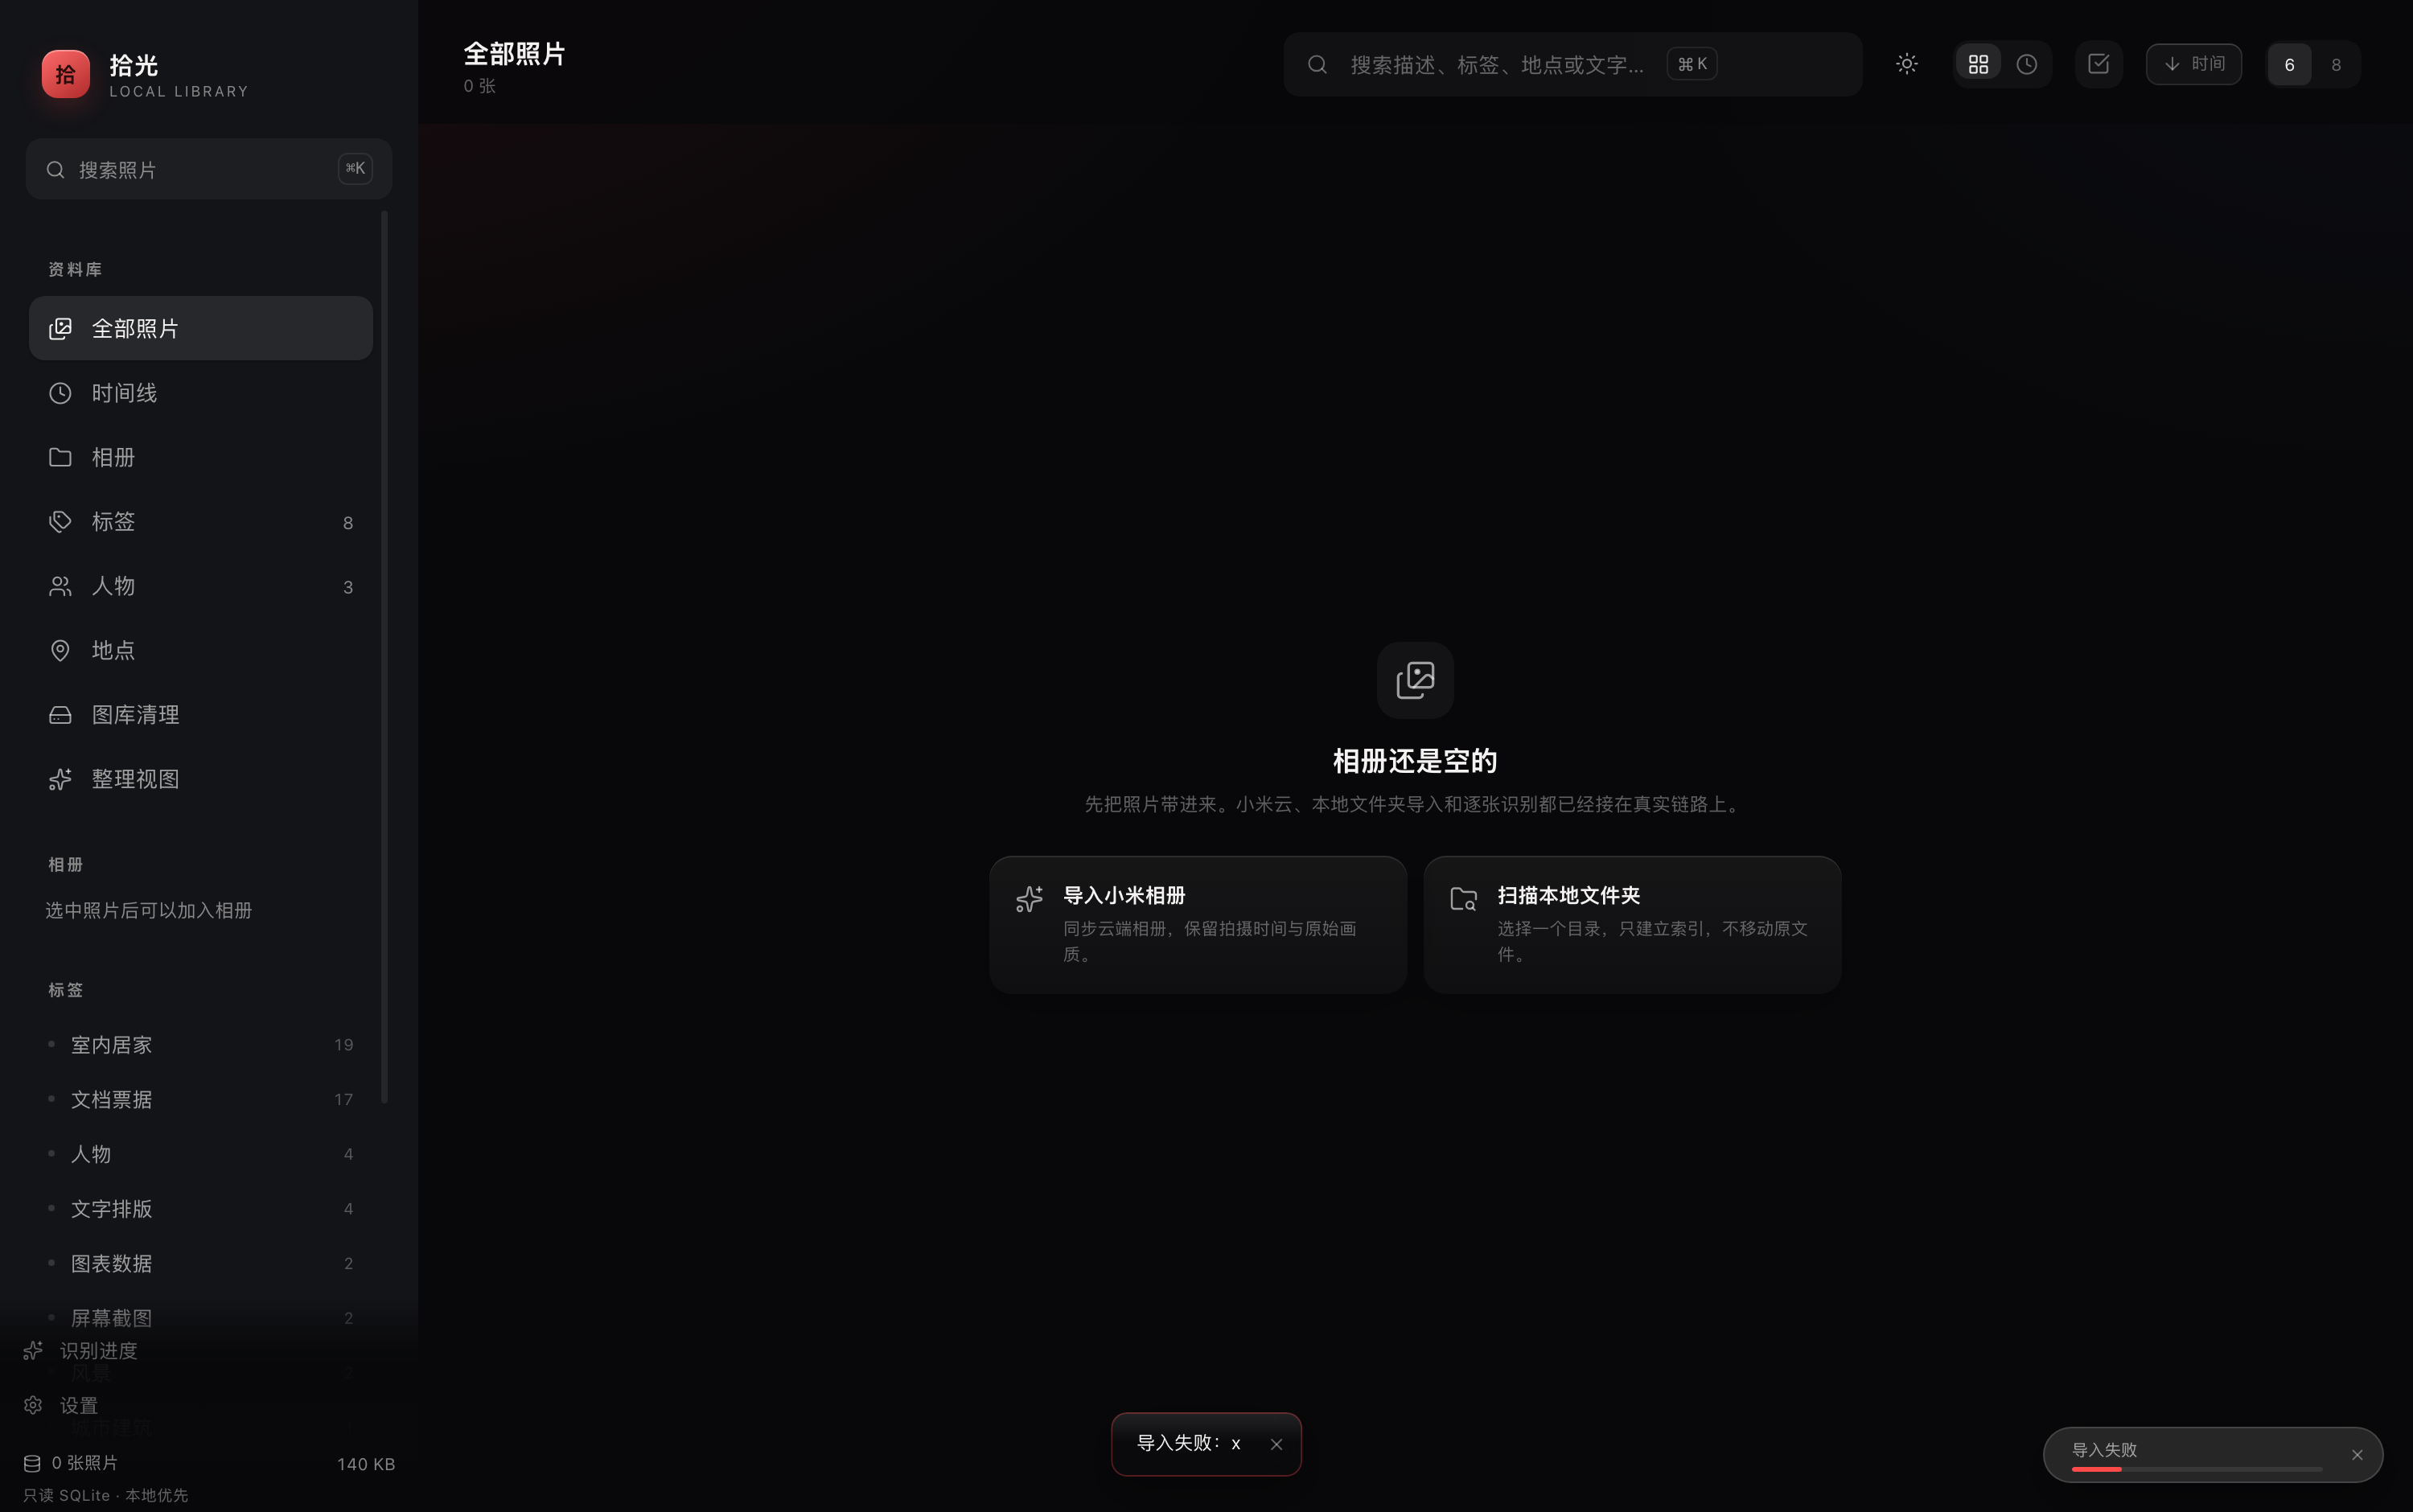 拾
拾光
LOCAL LIBRARY
搜索照片
⌘K
资料库
全部照片
时间线
相册
标签 8
人物 3
地点
图库清理
整理视图
相册
选中照片后可以加入相册
标签
室内居家 19
文档票据 17
人物 4
文字排版 4
图表数据 2
屏幕截图 2
识别进度
风景 2
设置
城市建筑
0 张照片 140 KB
只读 SQLite · 本地优先
全部照片
0 张
搜索描述、标签、地点或文字... ⌘ K
时间
6 8
相册还是空的
先把照片带进来。小米云、本地文件夹导入和逐张识别都已经接在真实链路上。
导入小米相册
同步云端相册，保留拍摄时间与原始画
质。
扫描本地文件夹
选择一个目录，只建立索引，不移动原文
件。
导入失败：x
导入失败